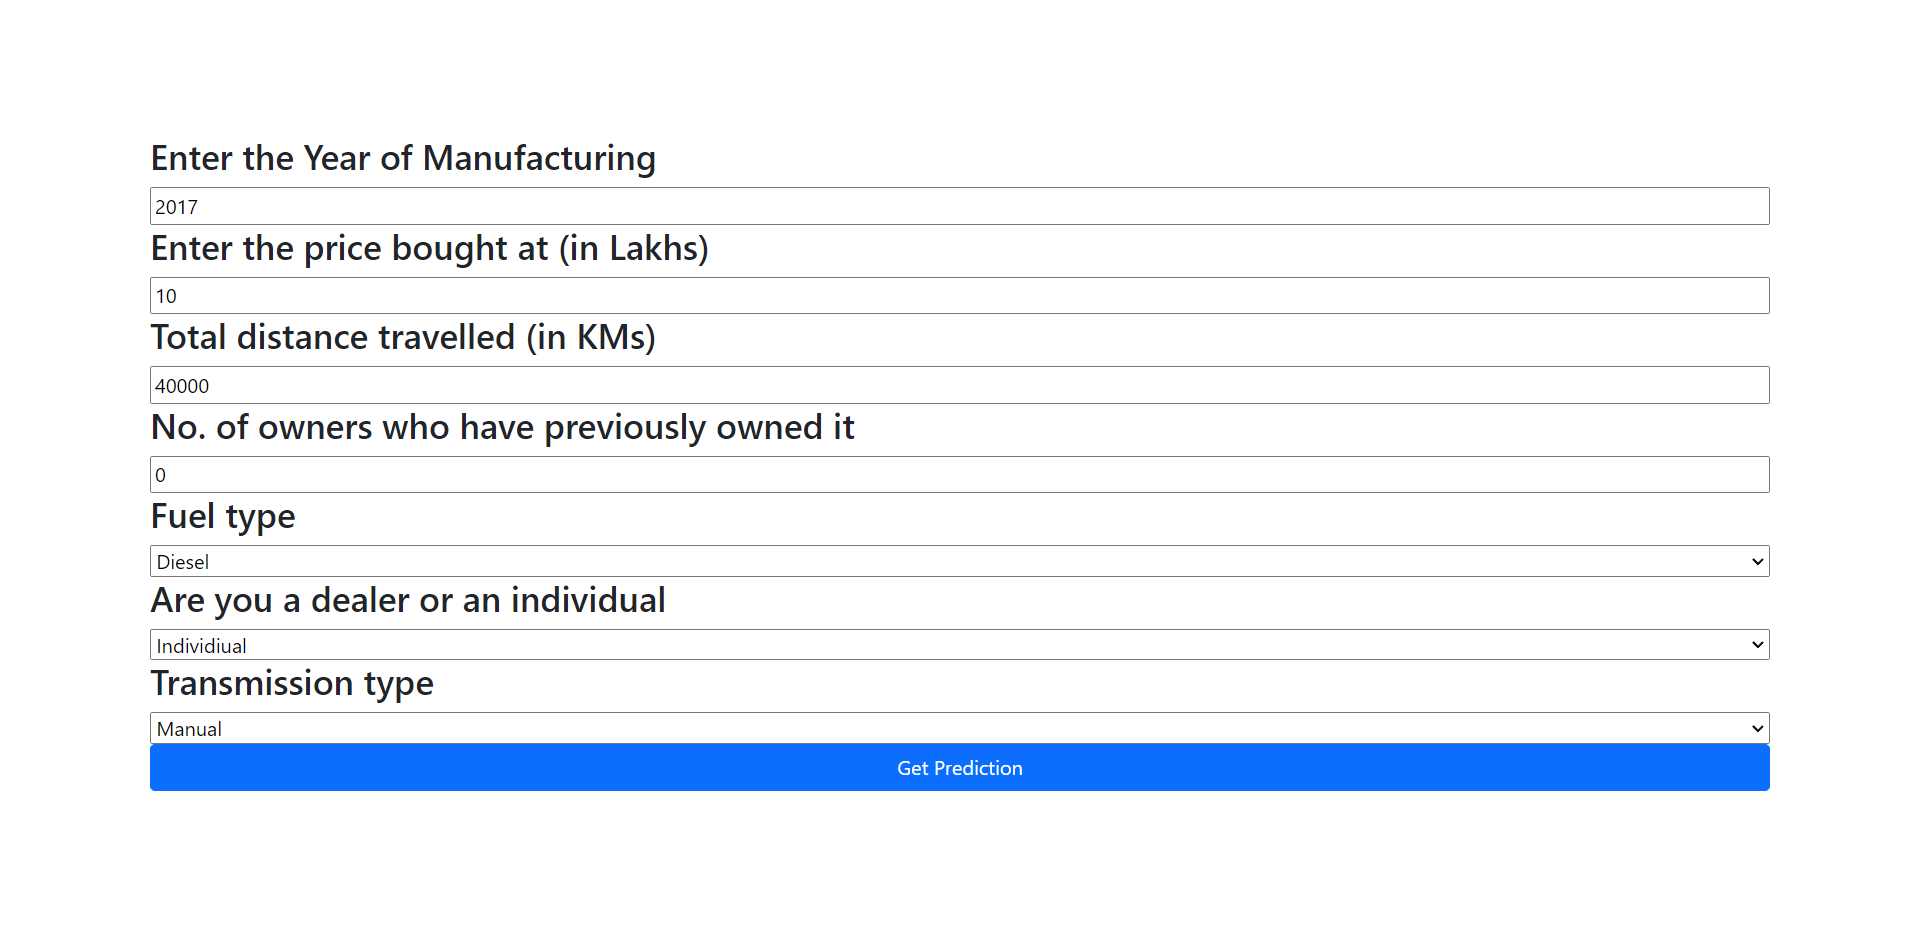 Enter the Year of Manufacturing
2017
Enter the price bought at (in Lakhs)
10
Total distance travelled (in KMs)
40000
No. of owners who have previously owned it
0
Fuel type
Diesel
Are you a dealer or an individual
Individiual
Transmission type
Manual
Get Prediction